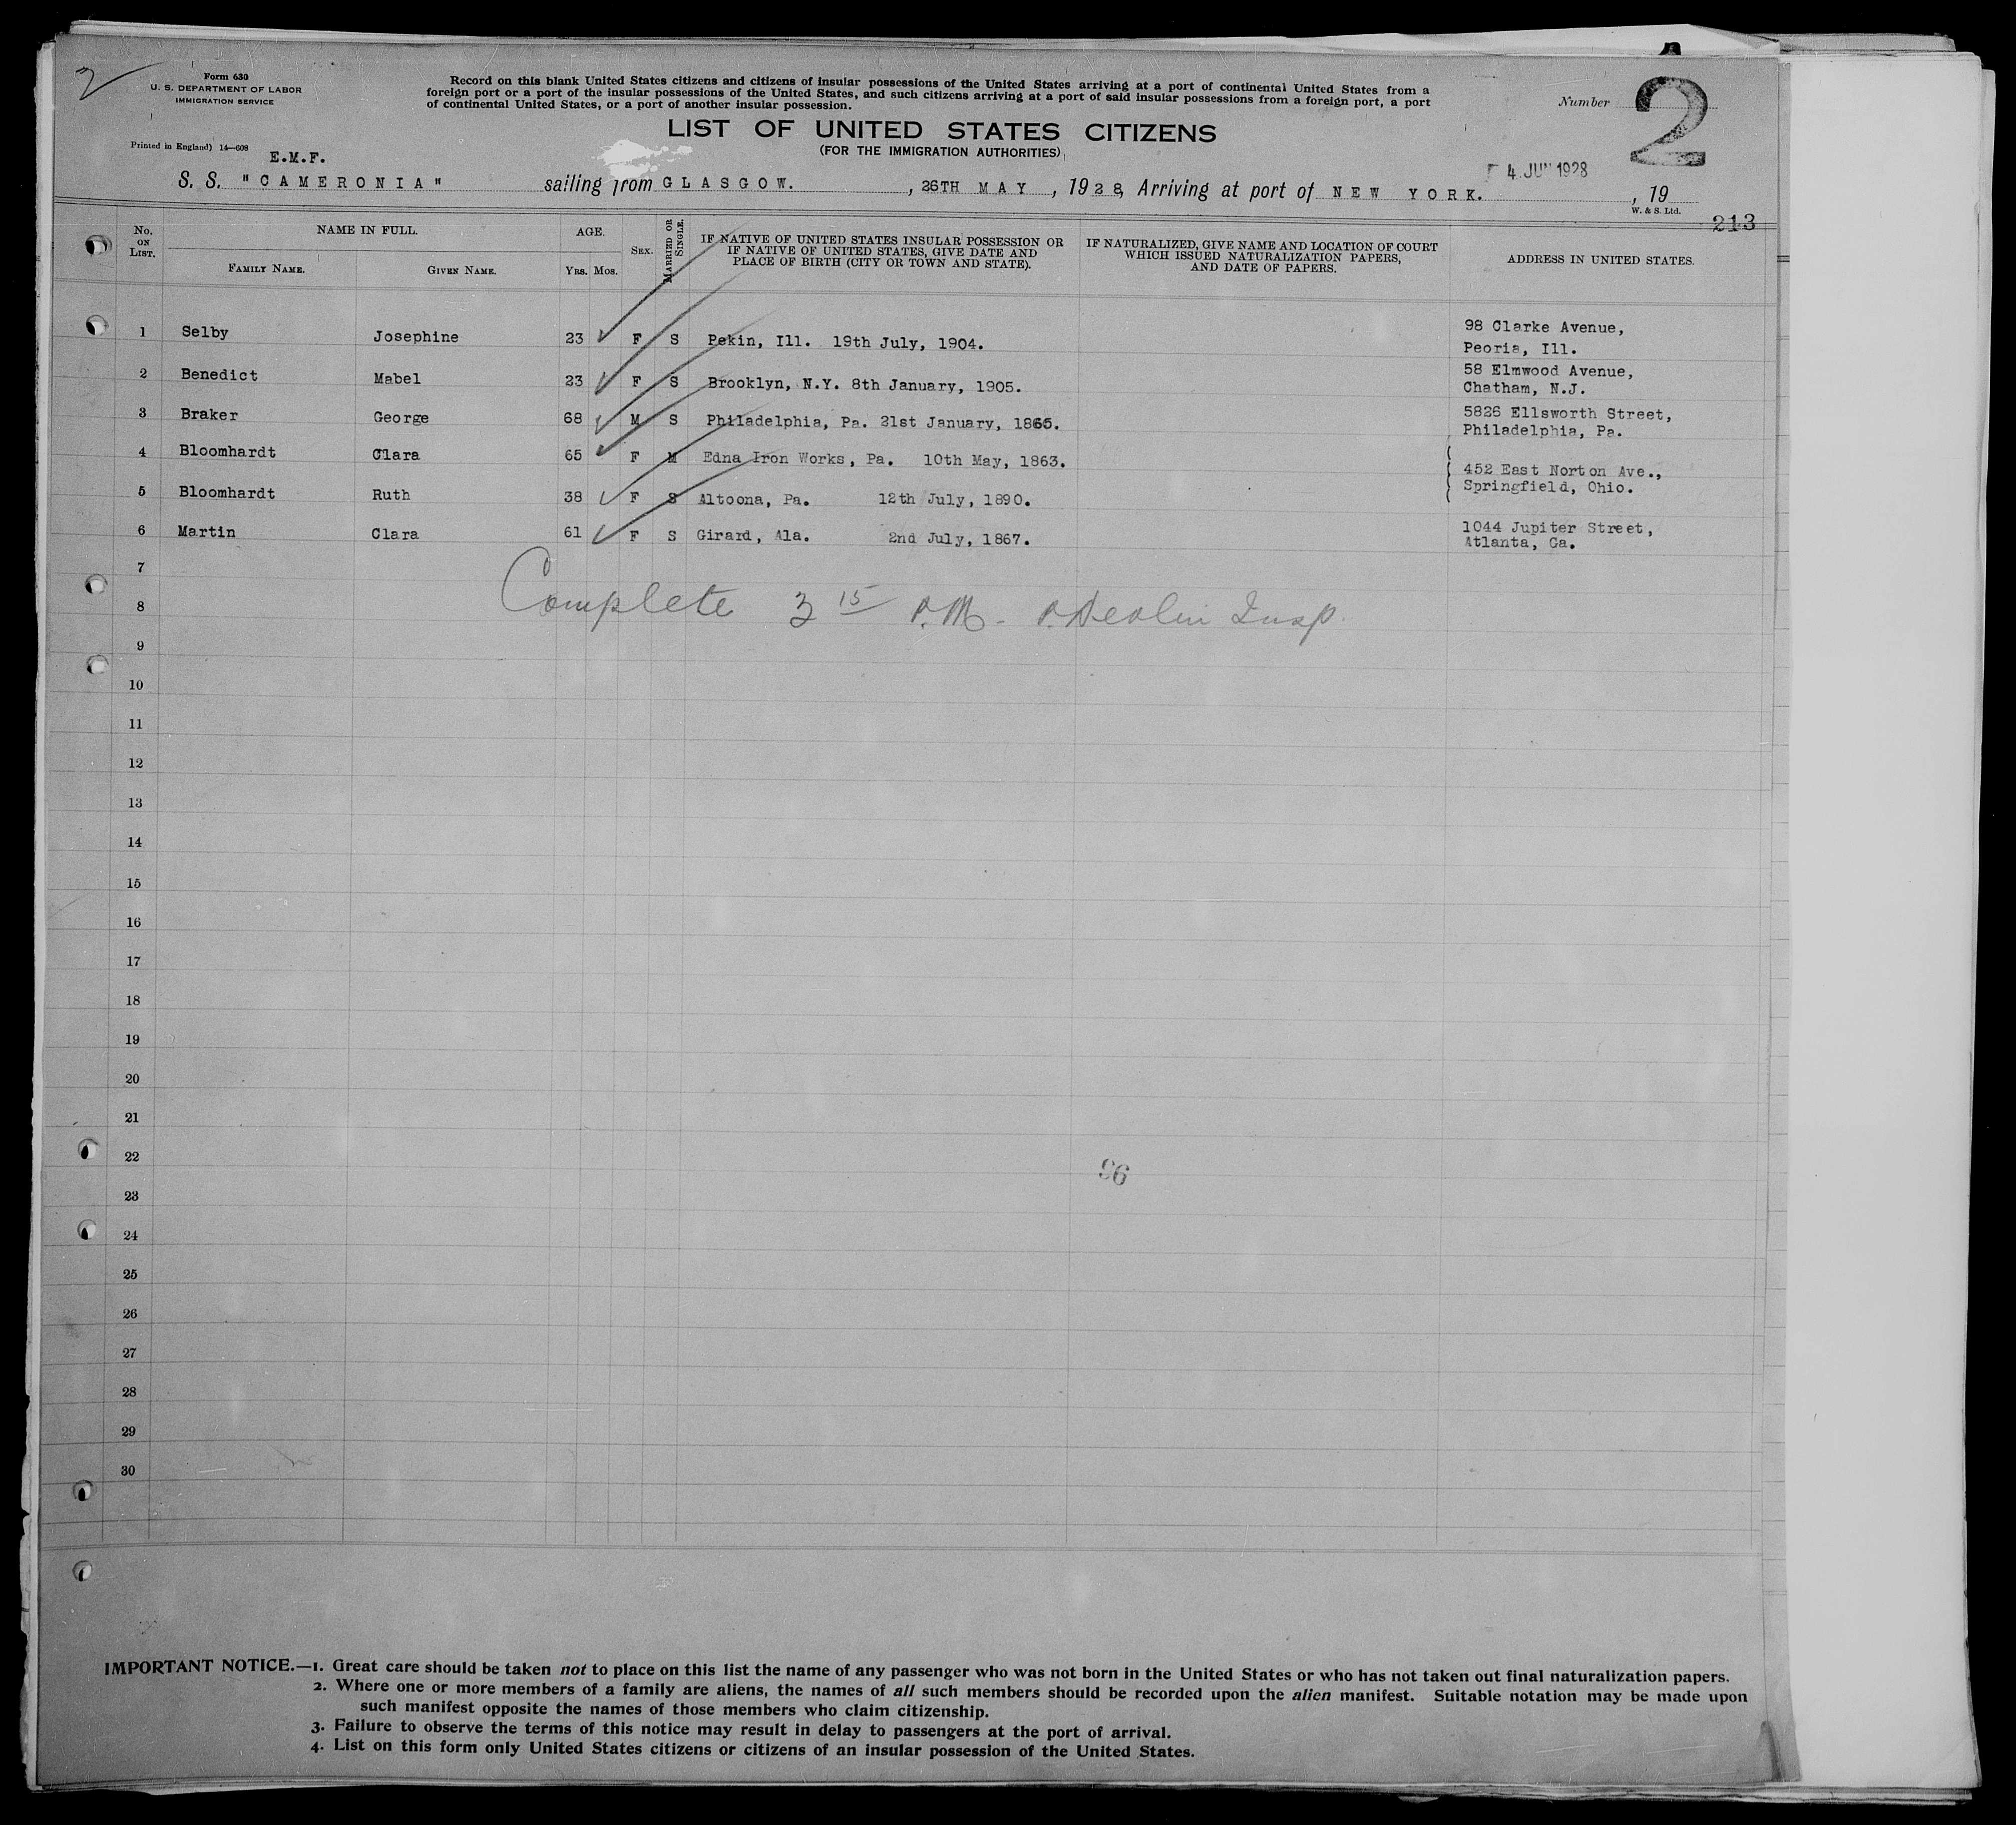 2
Form 630
U. S. DEPARTMENT OF LABOR
IMMIGRATION SERVICE
Printed in England) 14—608
Record on this blank United States citizens and citizens of insular possessions of the United States arriving at a port of continental United States from a
foreign port or a port of the insular possessions of the United States, and such citizens arriving at a port of said insular possessions from a foreign port, a port
of continental United States, or a port of another insular possession.
Number 2
LIST OF UNITED STATES CITIZENS
(FOR THE IMMIGRATION AUTHORITIES)
E.M.F.
4 JUN 1928
S. S. "CAMERONIA" sailing from GLASGOW. , 26TH MAY , 1928, Arriving at port of NEW YORK. , 19
W. & S. Ltd.
213
No. ON LIST. NAME IN FULL. FAMILY NAME. GIVEN NAME. AGE. YRS. MOS. SEX. MARRIED OR SINGLE. IF NATIVE OF UNITED STATES INSULAR POSSESSION OR IF NATIVE OF UNITED STATES, GIVE DATE AND PLACE OF BIRTH (CITY OR TOWN AND STATE). IF NATURALIZED, GIVE NAME AND LOCATION OF COURT WHICH ISSUED NATURALIZATION PAPERS, AND DATE OF PAPERS. ADDRESS IN UNITED STATES.
1 Selby Josephine 23 F S Pekin, Ill. 19th July, 1904. 98 Clarke Avenue,
Peoria, Ill.
2 Benedict Mabel 23 F S Brooklyn, N.Y. 8th January, 1905. 58 Elmwood Avenue,
Chatham, N.J.
3 Braker George 68 M S Philadelphia, Pa. 21st January, 1865. 5826 Ellsworth Street,
Philadelphia, Pa.
4 Bloomhardt Clara 65 F M Edna Iron Works, Pa. 10th May, 1863. 452 East Norton Ave.,
Springfield, Ohio.
5 Bloomhardt Ruth 38 F S Altoona, Pa. 12th July, 1890.
6 Martin Clara 61 F S Girard, Ala. 2nd July, 1867. 1044 Jupiter Street,
Atlanta, Ga.
7
Complete 3 15 P.M. - P. Devlin Insp.
8
9
10
11
12
13
14
15
16
17
18
19
20
21
22
96
23
24
25
26
27
28
29
30
IMPORTANT NOTICE.—1. Great care should be taken not to place on this list the name of any passenger who was not born in the United States or who has not taken out final naturalization papers.
2. Where one or more members of a family are aliens, the names of all such members should be recorded upon the alien manifest. Suitable notation may be made upon
such manifest opposite the names of those members who claim citizenship.
3. Failure to observe the terms of this notice may result in delay to passengers at the port of arrival.
4. List on this form only United States citizens or citizens of an insular possession of the United States.